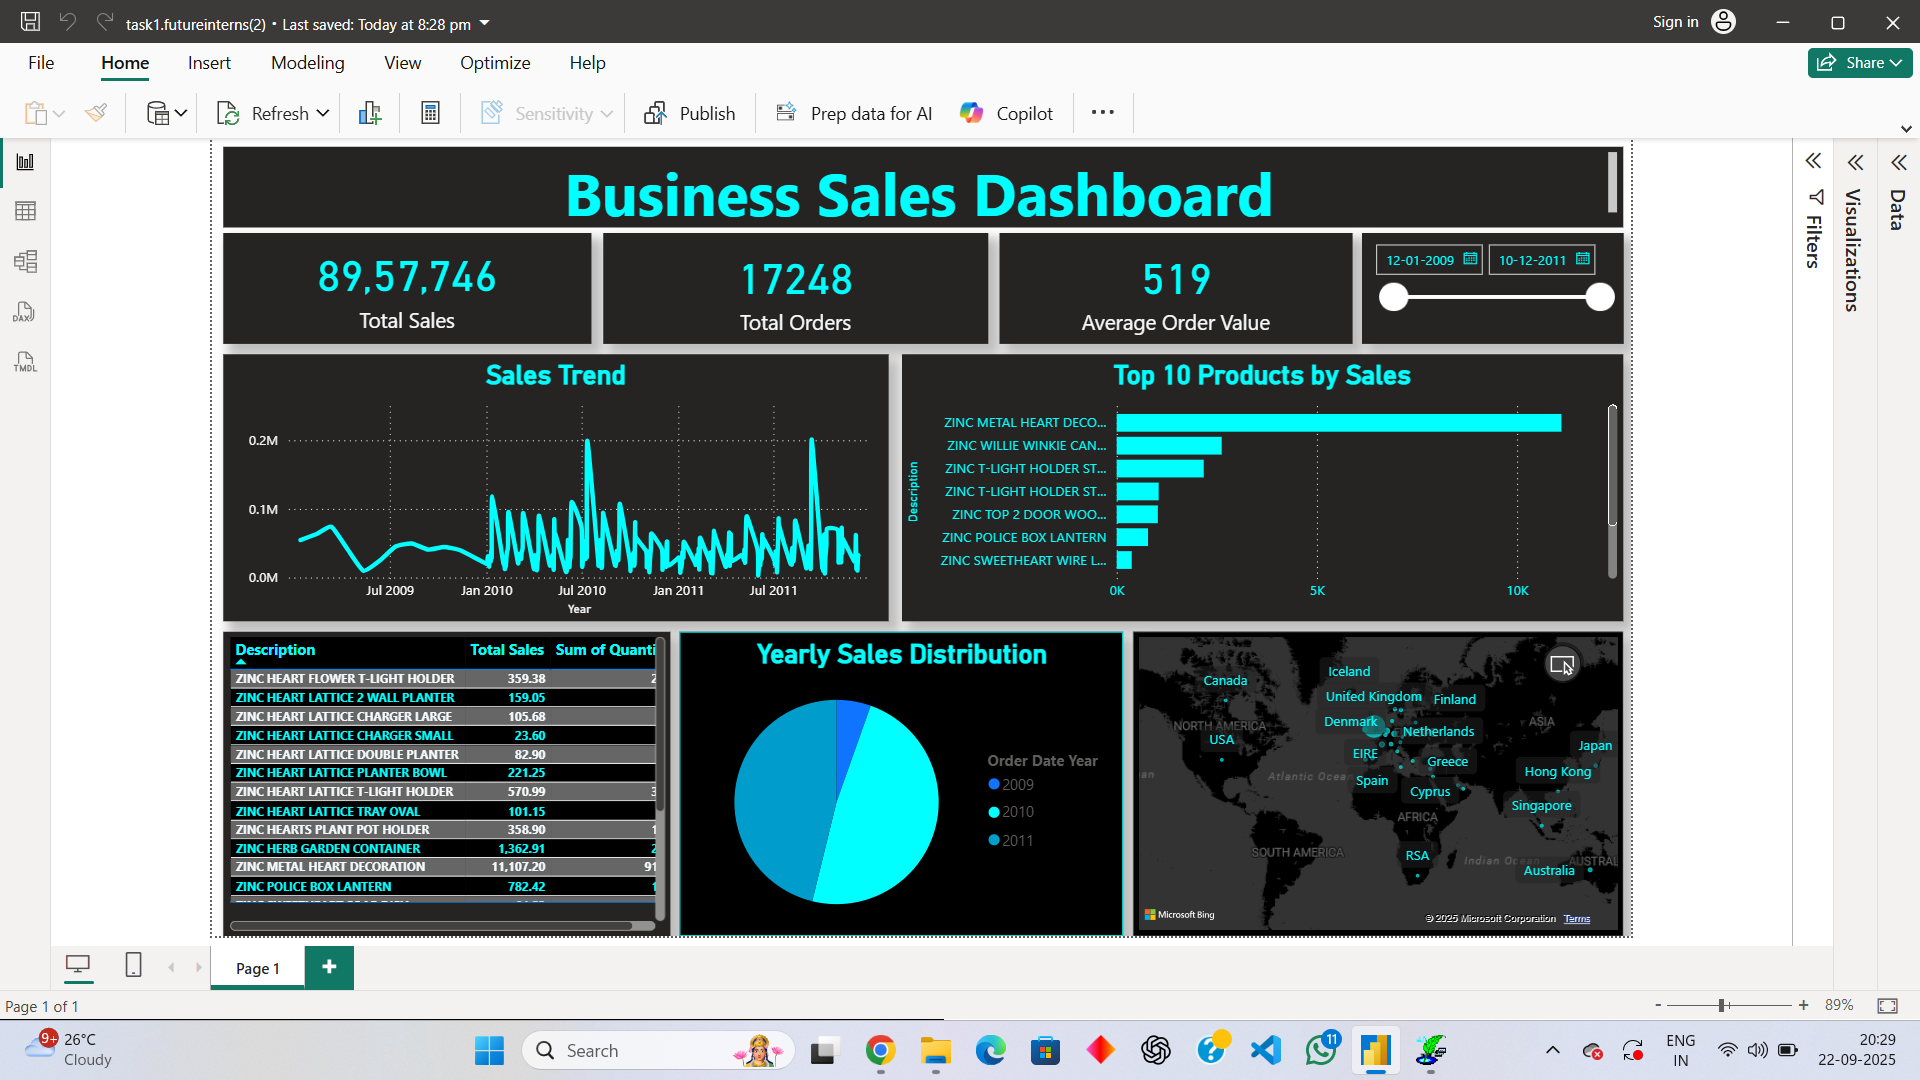 task1.futureinterns(2) • Last saved: Today at 8:28 pm
Sign in
File Home Insert Modeling View Optimize Help
Share
Refresh
Sensitivity
Publish
Prep data for AI
Copilot
Business Sales Dashboard
89,57,746
Total Sales
17248
Total Orders
519
Average Order Value
12-01-2009
10-12-2011
Filters
Visualizations
Data
DAX
TMDL
Sales Trend
0.2M
0.1M
0.0M
Jul 2009 Jan 2010 Jul 2010 Jan 2011 Jul 2011
Year
Top 10 Products by Sales
Description
ZINC METAL HEART DECO...
ZINC WILLIE WINKIE CAN...
ZINC T-LIGHT HOLDER ST...
ZINC T-LIGHT HOLDER ST...
ZINC TOP 2 DOOR WOO...
ZINC POLICE BOX LANTERN
ZINC SWEETHEART WIRE L...
0K 5K 10K
Description Total Sales Sum of Quanti
ZINC HEART FLOWER T-LIGHT HOLDER 359.38 2
ZINC HEART LATTICE 2 WALL PLANTER 159.05
ZINC HEART LATTICE CHARGER LARGE 105.68
ZINC HEART LATTICE CHARGER SMALL 23.60
ZINC HEART LATTICE DOUBLE PLANTER 82.90
ZINC HEART LATTICE PLANTER BOWL 221.25
ZINC HEART LATTICE T-LIGHT HOLDER 570.99 3
ZINC HEART LATTICE TRAY OVAL 101.15
ZINC HEARTS PLANT POT HOLDER 358.90 1
ZINC HERB GARDEN CONTAINER 1,362.91 2
ZINC METAL HEART DECORATION 11,107.20 91
ZINC POLICE BOX LANTERN 782.42 1
Yearly Sales Distribution
Order Date Year
2009
2010
2011
Iceland
Canada
United Kingdom
Finland
Denmark
NORTH AMERICA
ASIA
USA
Netherlands
Japan
EIRE
Greece
Atlantic Ocean
Hong Kong
Spain
Cyprus
Singapore
AFRICA
SOUTH AMERICA
RSA
Indian
Australia
Microsoft Bing
© 2025 Microsoft Corporation Terms
Page 1
Page 1 of 1
89%
9+
26°C
Cloudy
Search
11
ENG
IN
20:29
22-09-2025